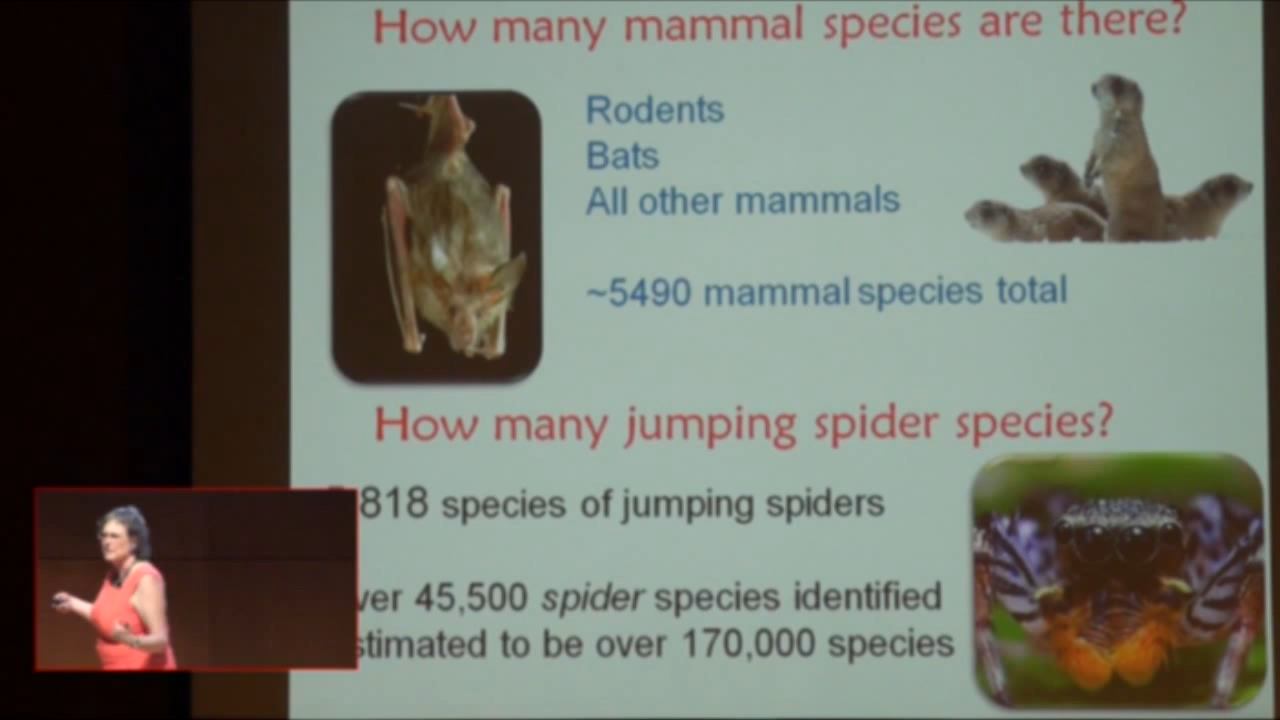 How many mammal species are there?
Rodents
Bats
All other mammals
~5490 mammal species total
How many jumping spider species?
818 species of jumping spiders
45,500 spider species identified
to be over 170,000 species